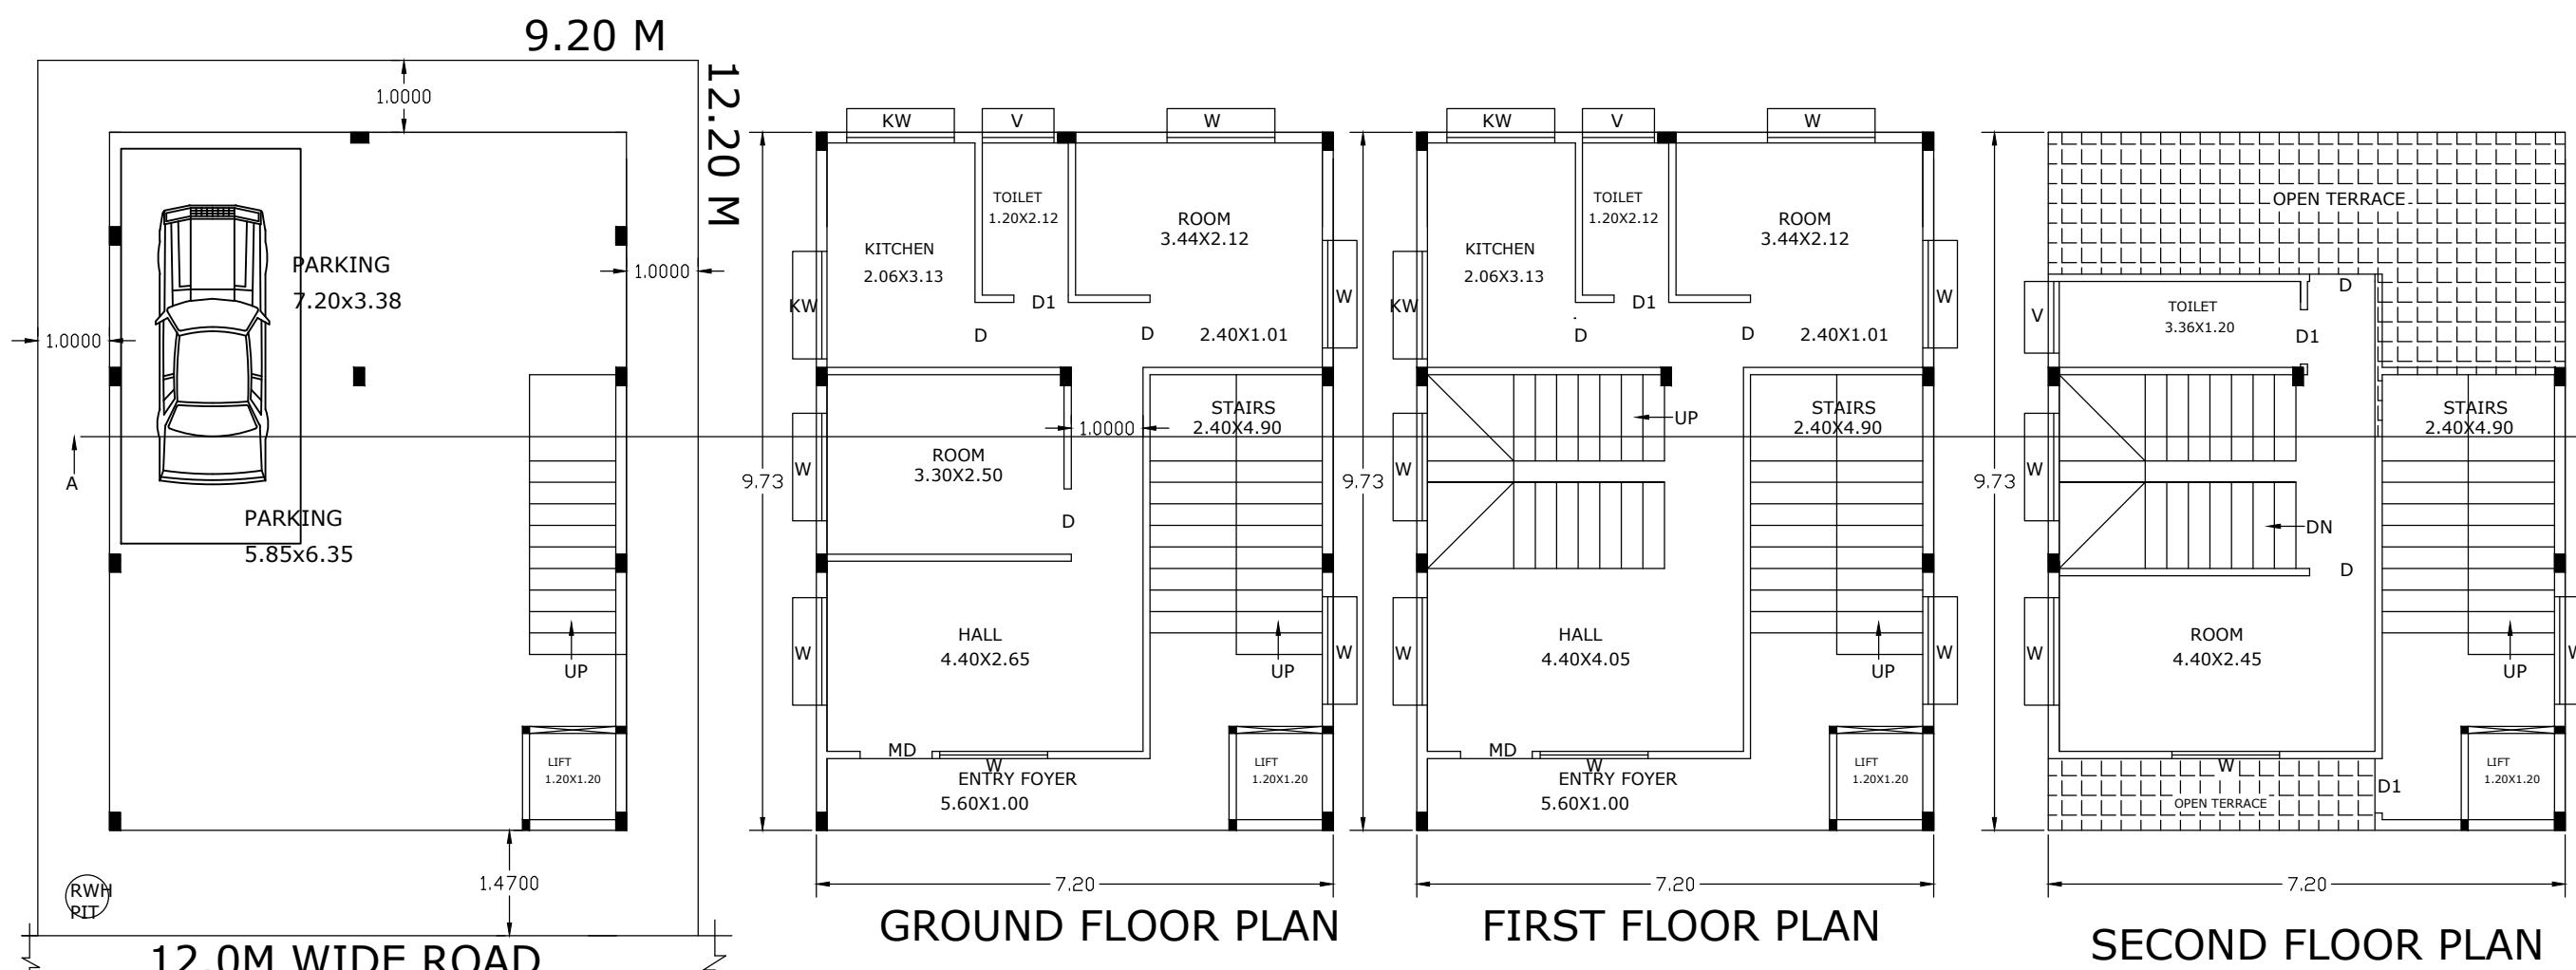 9.20 M
12.20 M
1.0000
PARKING
7.20x3.38
1.0000
1.0000
A
PARKING
5.85x6.35
UP
LIFT
1.20X1.20
1.4700
RWH
PIT
12.0M WIDE ROAD
KW
V
W
TOILET
1.20X2.12
ROOM
3.44X2.12
KITCHEN
2.06X3.13
KW
D1
W
D
D
2.40X1.01
STAIRS
2.40X4.90
1.0000
ROOM
3.30X2.50
W
9.73
D
HALL
4.40X2.65
W
W
UP
MD
W
ENTRY FOYER
5.60X1.00
LIFT
1.20X1.20
7.20
GROUND FLOOR PLAN
KW
V
W
TOILET
1.20X2.12
ROOM
3.44X2.12
KITCHEN
2.06X3.13
KW
D1
W
D
D
2.40X1.01
UP
STAIRS
2.40X4.90
W
9.73
HALL
4.40X4.05
W
W
UP
MD
W
ENTRY FOYER
5.60X1.00
LIFT
1.20X1.20
7.20
FIRST FLOOR PLAN
OPEN TERRACE
D
TOILET
3.36X1.20
V
D1
STAIRS
2.40X4.90
W
9.73
DN
D
ROOM
4.40X2.45
W
W
UP
W
OPEN TERRACE
D1
LIFT
1.20X1.20
7.20
SECOND FLOOR PLAN